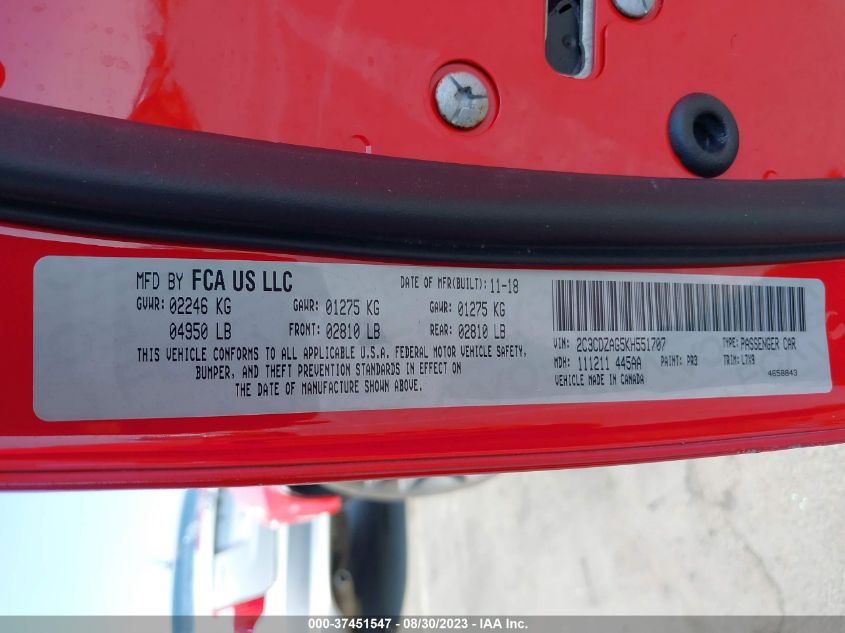 MFD BY FCA US LLC DATE OF MFR(BUILT): 11-18
GVWR: 02246 KG GAWR: 01275 KG GAWR: 01275 KG
04950 LB FRONT: 02810 LB REAR: 02810 LB
THIS VEHICLE CONFORMS TO ALL APPLICABLE U.S.A. FEDERAL MOTOR VEHICLE SAFETY,
BUMPER, AND THEFT PREVENTION STANDARDS IN EFFECT ON
THE DATE OF MANUFACTURE SHOWN ABOVE.
VIN: 2C3CDZAG5KH551707 TYPE: PASSENGER CAR
MDH: 111211 445AA PAINT: PR3 TRIM: L7X9
VEHICLE MADE IN CANADA 4658843
000-37451547 - 08/30/2023 - IAA Inc.